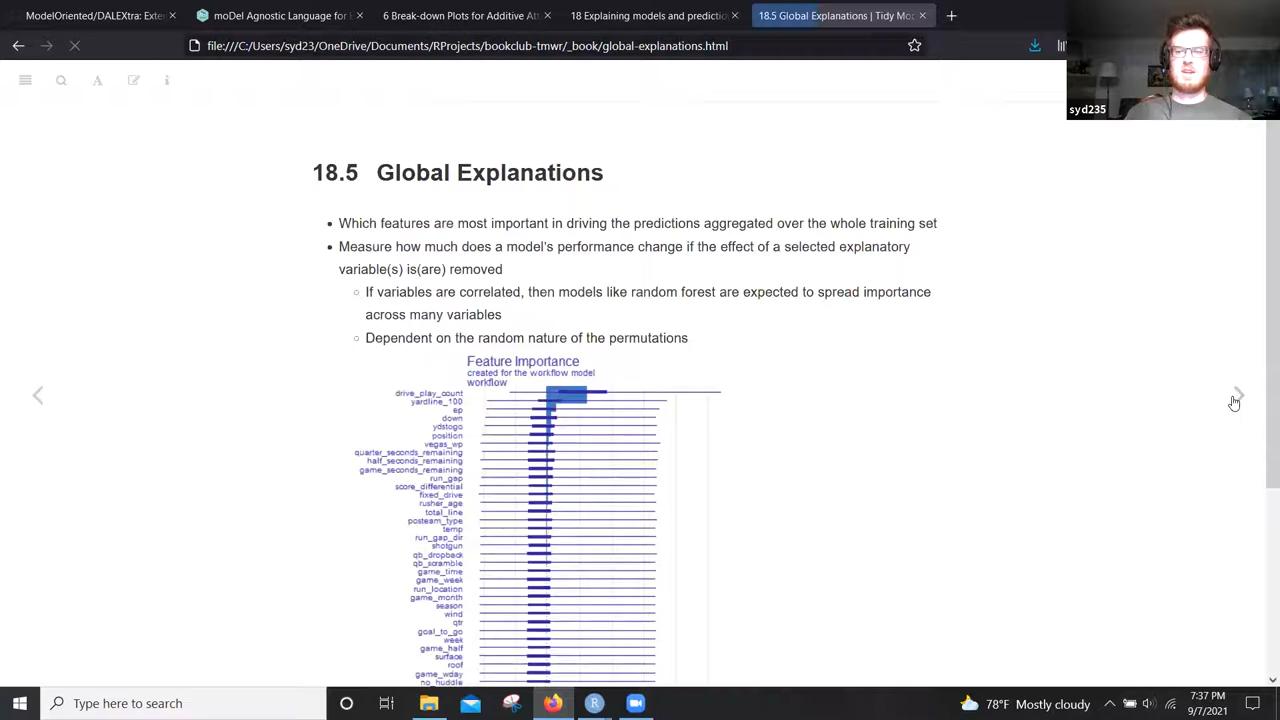 ModelOriented/DALEXtra: Exten
moDel Agnostic Language for E
6 Break-down Plots for Additive Att
18 Explaining models and prediction
18.5 Global Explanations | Tidy Mod
file:///C:/Users/syd23/OneDrive/Documents/RProjects/bookclub-tmwr/_book/global-explanations.html
syd235
18.5 Global Explanations
Which features are most important in driving the predictions aggregated over the whole training set
Measure how much does a model's performance change if the effect of a selected explanatory
variable(s) is(are) removed
If variables are correlated, then models like random forest are expected to spread importance
across many variables
Dependent on the random nature of the permutations
Feature Importance
created for the workflow model
workflow
drive_play_count
yardline_100
ep
down
ydstogo
position
vegas_wp
quarter_seconds_remaining
half_seconds_remaining
game_seconds_remaining
run_gap
score_differential
fixed_drive
rusher_age
total_line
posteam_type
temp
run_gap_dir
shotgun
qb_dropback
qb_scramble
game_time
game_week
run_location
game_month
season
wind
qtr
goal_to_go
week
game_half
surface
roof
game_wday
no_huddle
Type here to search
78°F Mostly cloudy
7:37 PM
9/7/2021